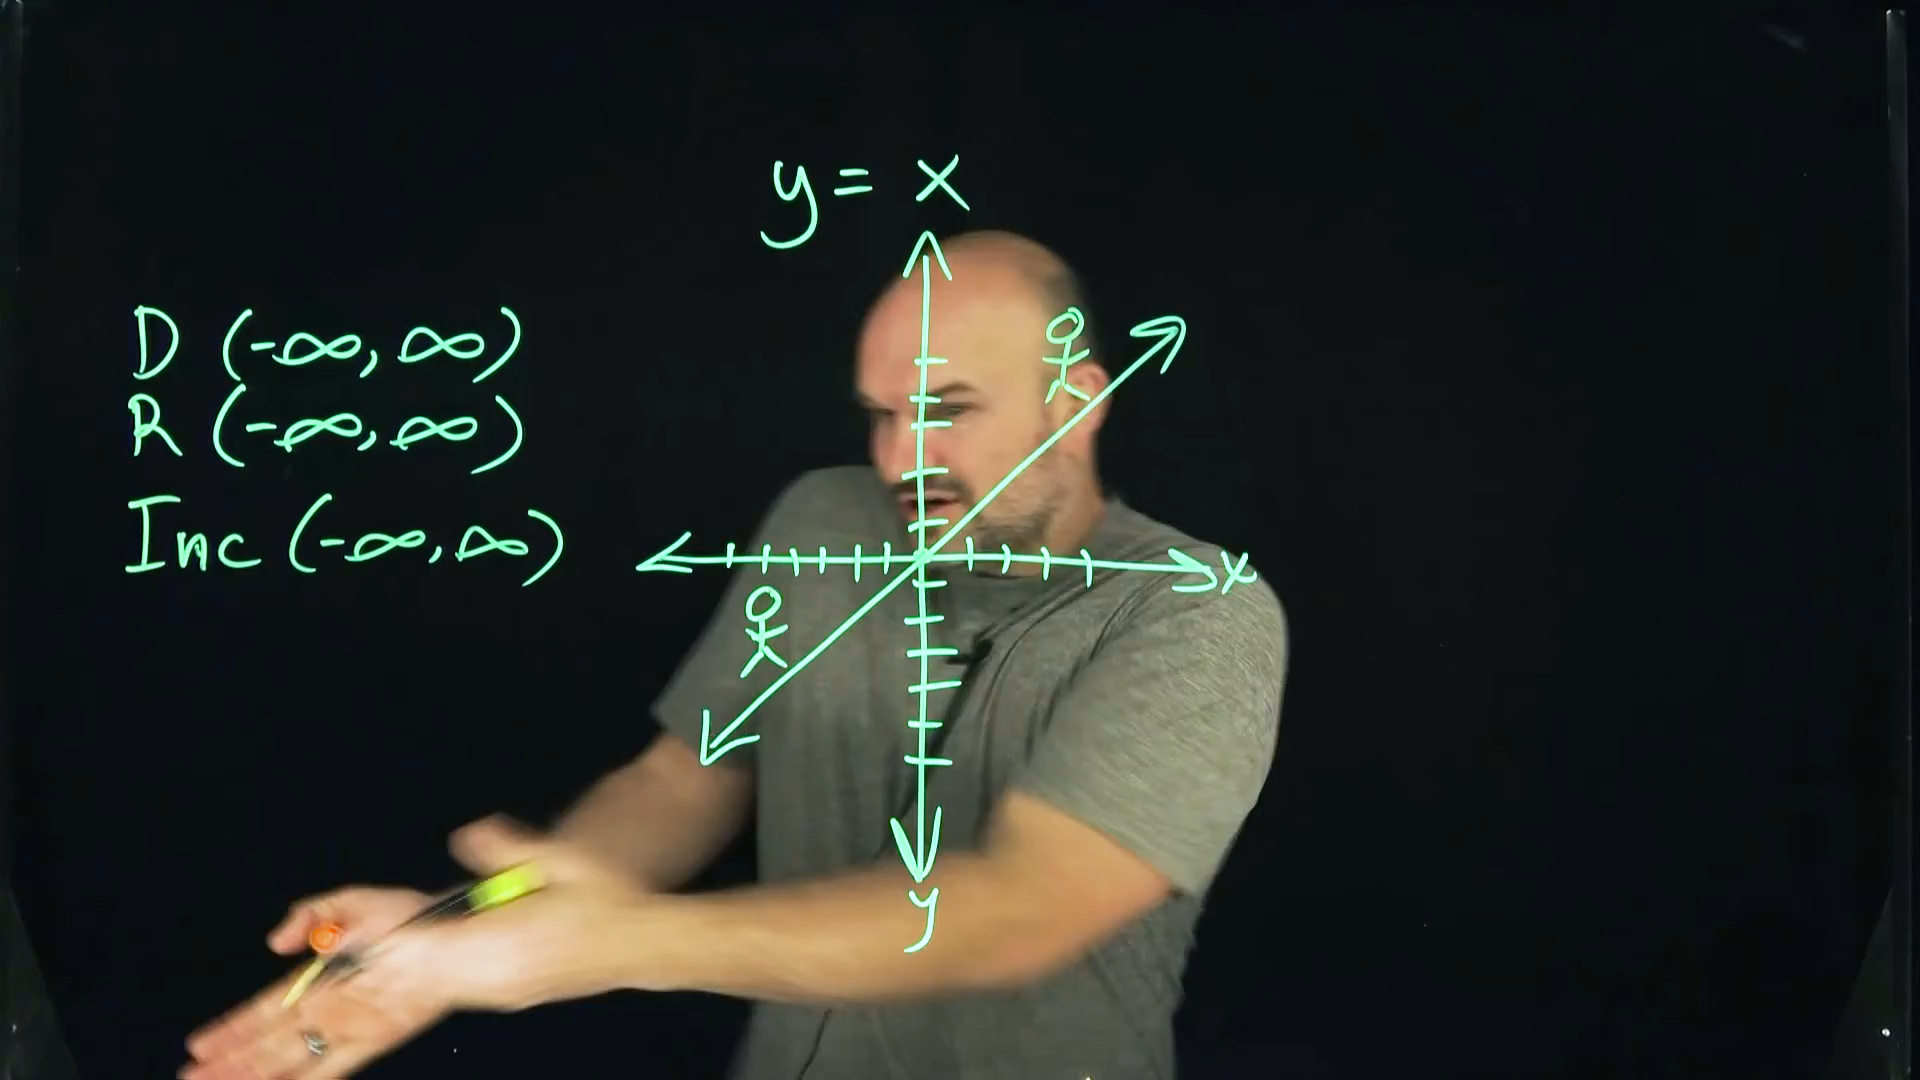 y = x
D (-∞, ∞)
R (-∞, ∞)
Inc (-∞, ∞)
x
y